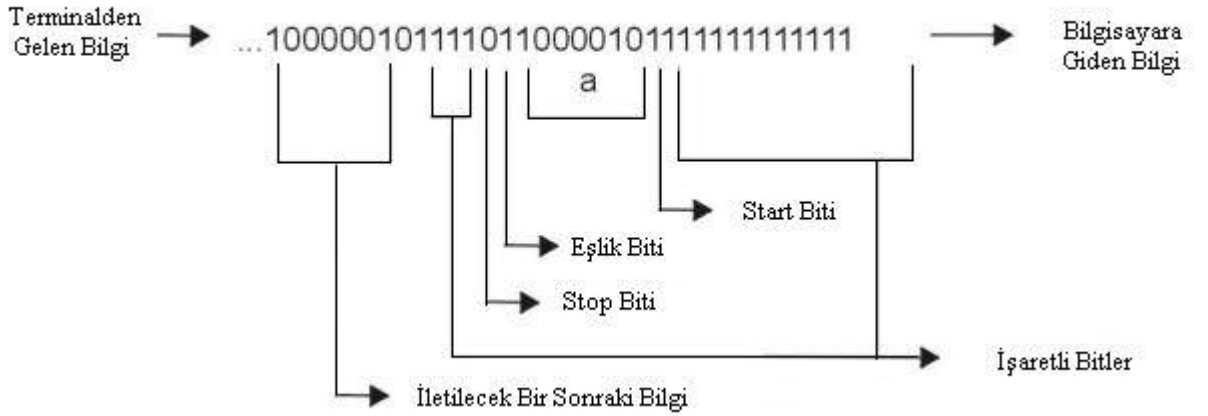 Terminalden
Gelen Bilgi
...1000001011110110000101111111111111
Bilgisayara
Giden Bilgi
a
Start Biti
Eşlik Biti
Stop Biti
İşaretli Bitler
İletilecek Bir Sonraki Bilgi